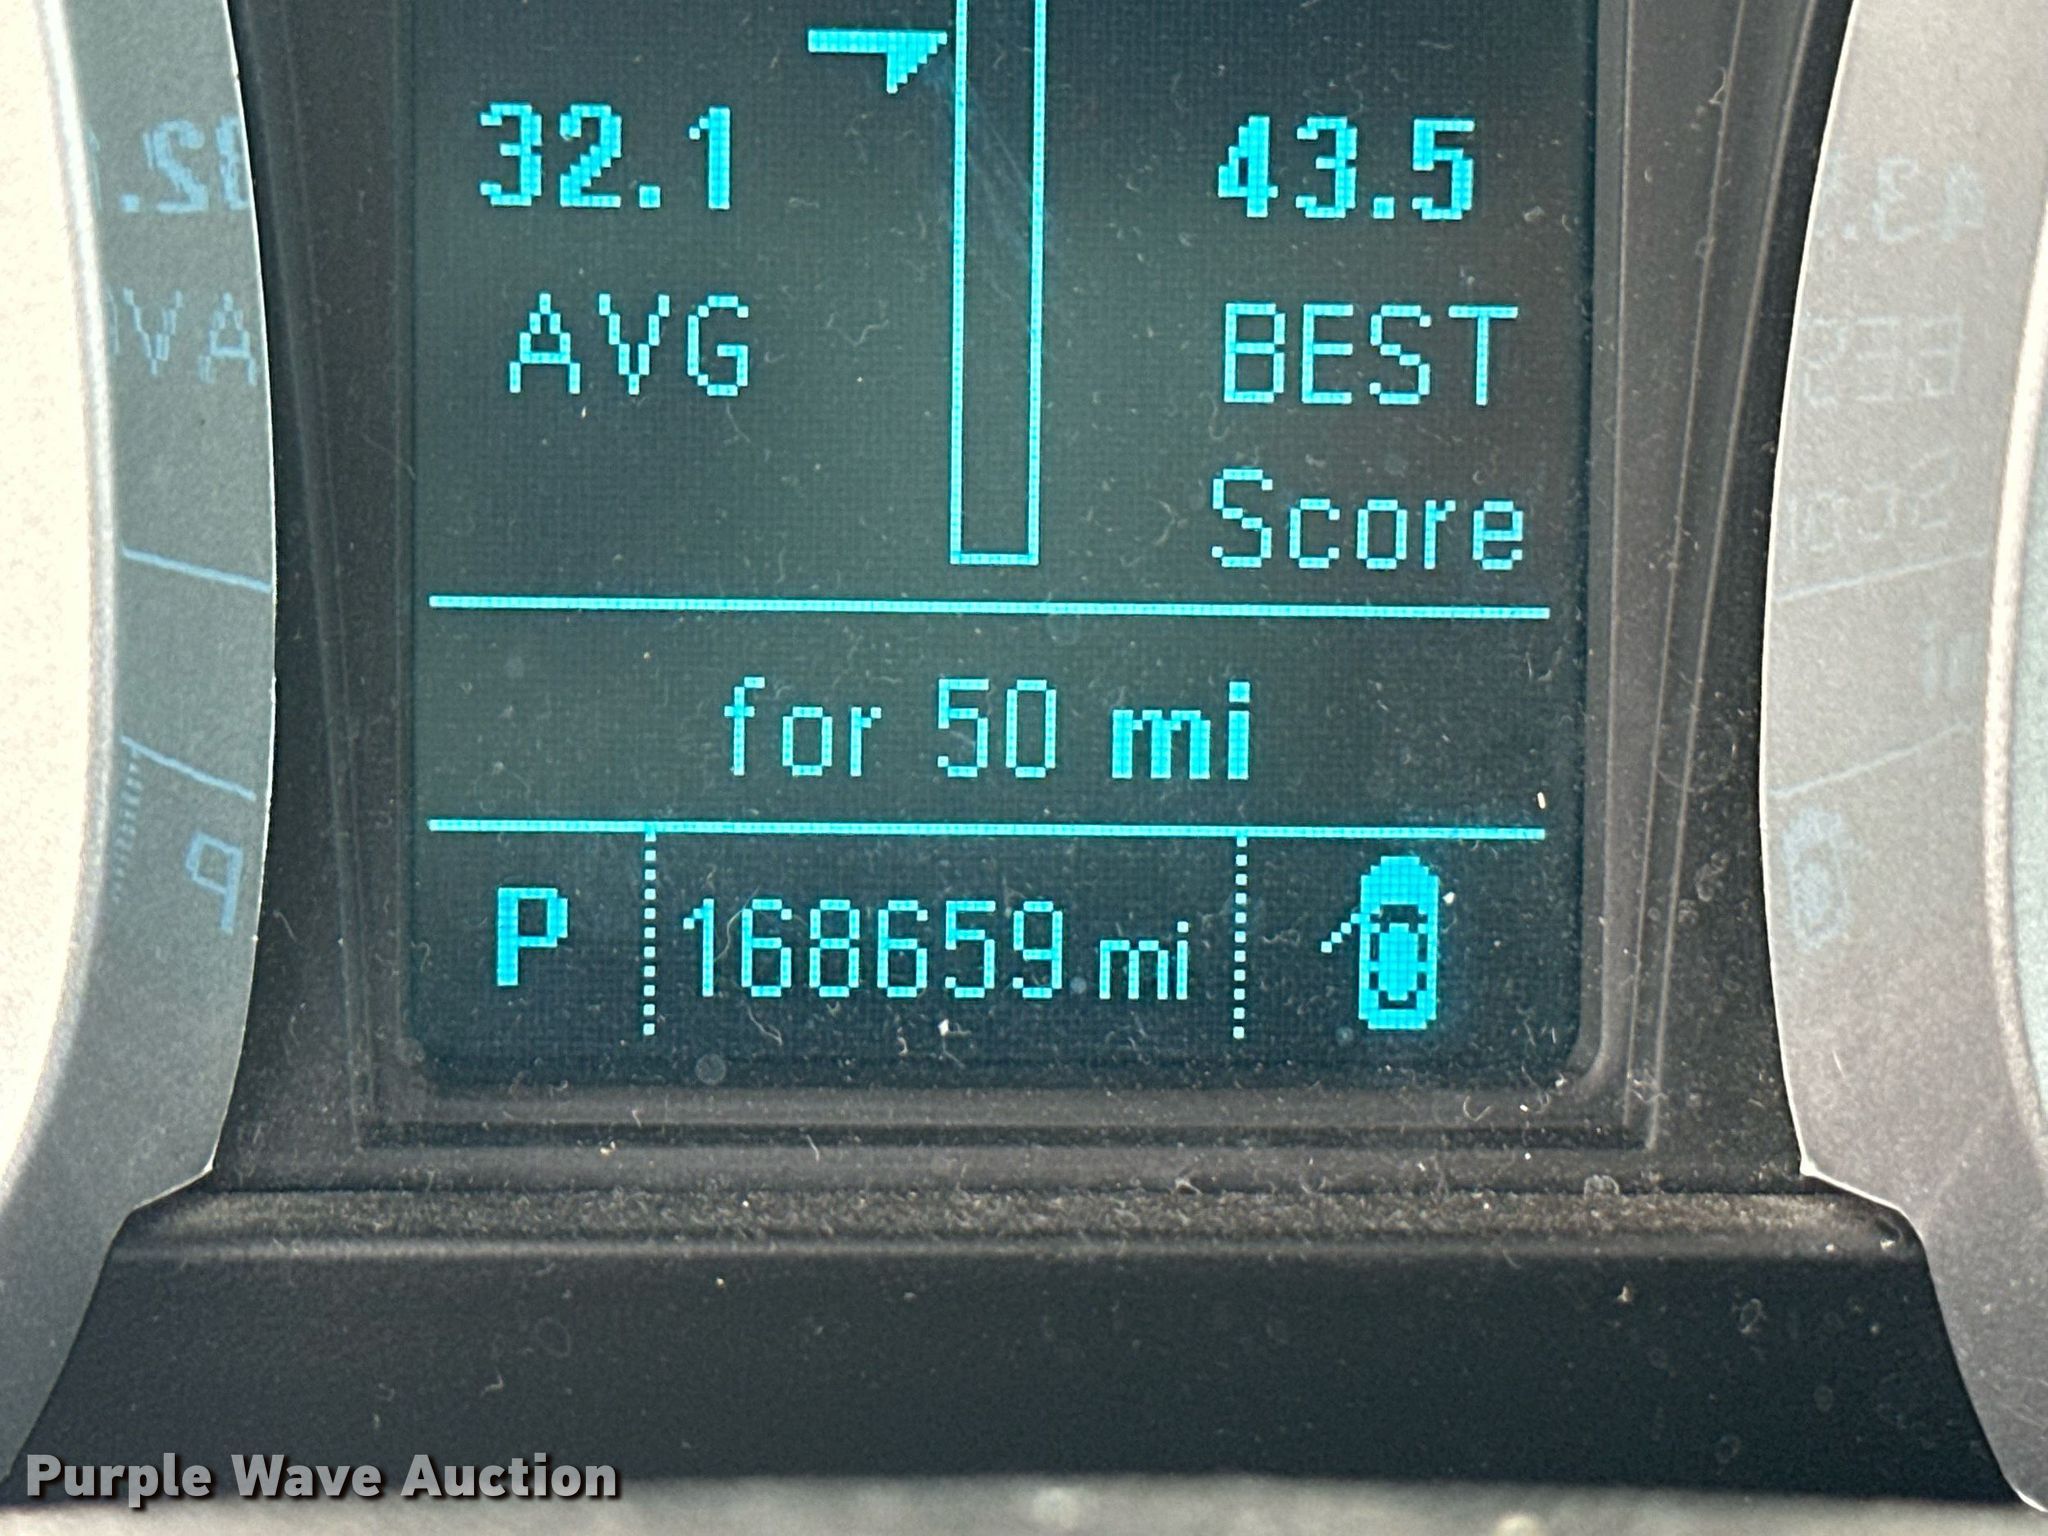 32.1 43.5
AVG BEST
Score
for 50 mi
P 168659 mi
Purple Wave Auction